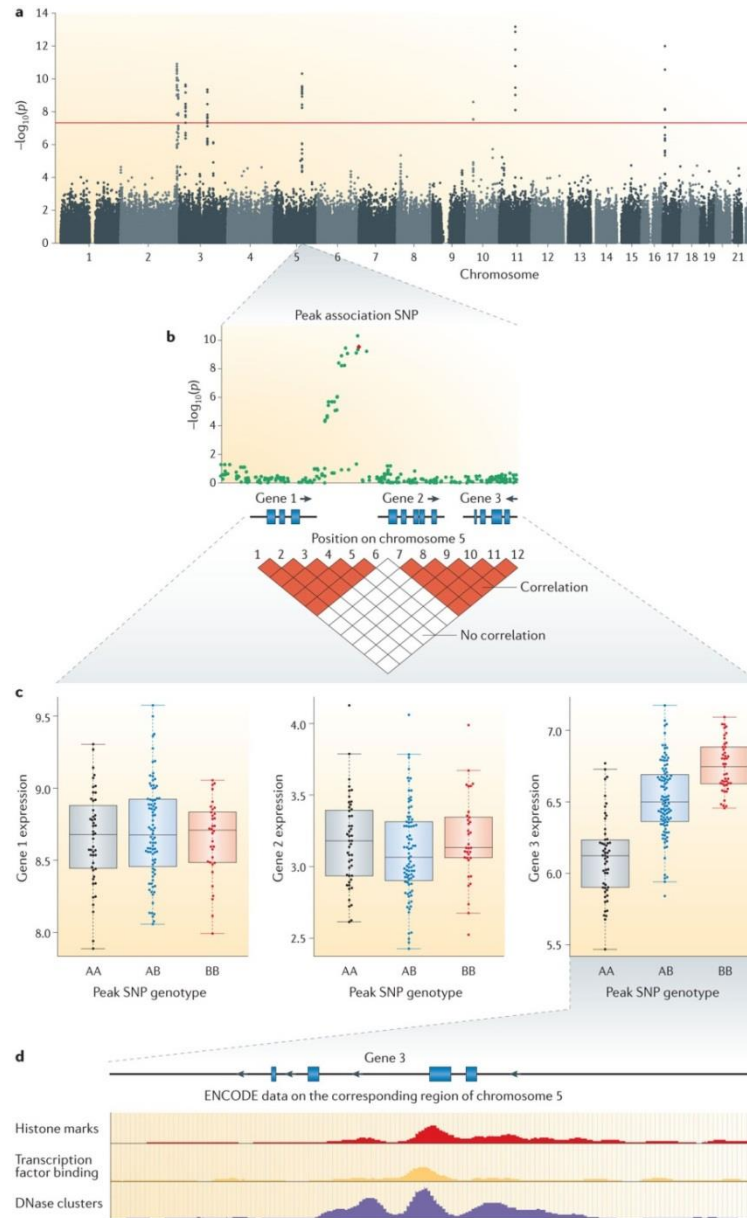 a
14
12
10
8
6
4
2
0
–log10(p)
1 2 3 4 5 6 7 8 9 10 11 12 13 14 15 16 17 18 19 21
Chromosome
Peak association SNP
b
10
8
6
4
2
0
–log10(p)
Gene 1 Gene 2 Gene 3
Position on chromosome 5
1 2 3 4 5 6 7 8 9 10 11 12
Correlation
No correlation
c
9.5
9.0
8.5
8.0
Gene 1 expression
AA AB BB
Peak SNP genotype
4.0
3.5
3.0
2.5
Gene 2 expression
AA AB BB
Peak SNP genotype
7.0
6.5
6.0
5.5
Gene 3 expression
AA AB BB
Peak SNP genotype
d
Gene 3
ENCODE data on the corresponding region of chromosome 5
Histone marks
Transcription
factor binding
DNase clusters